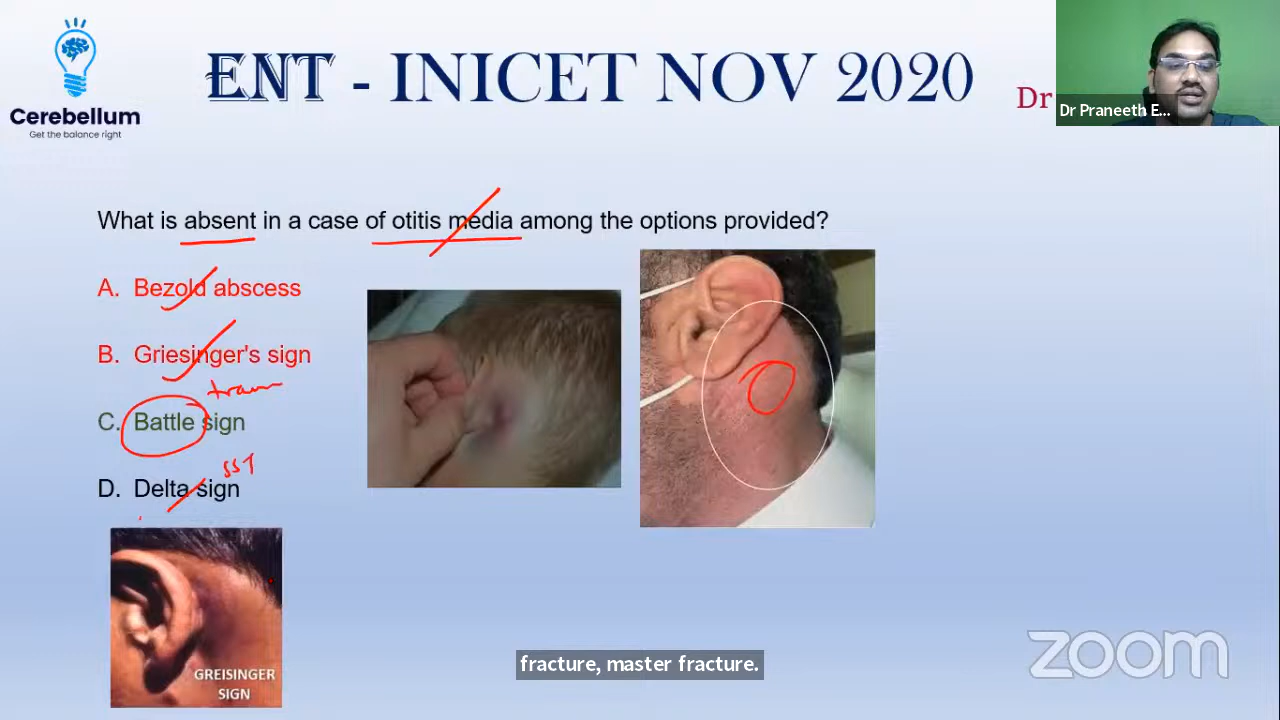 Cerebellum
Get the balance right
ENT - INICET NOV 2020
Dr
Dr Praneeth E...
What is absent in a case of otitis media among the options provided?
A. Bezold abscess
B. Griesinger's sign
traum
C. Battle sign
SST
D. Delta sign
GREISINGER
SIGN
fracture, master fracture.
zoom